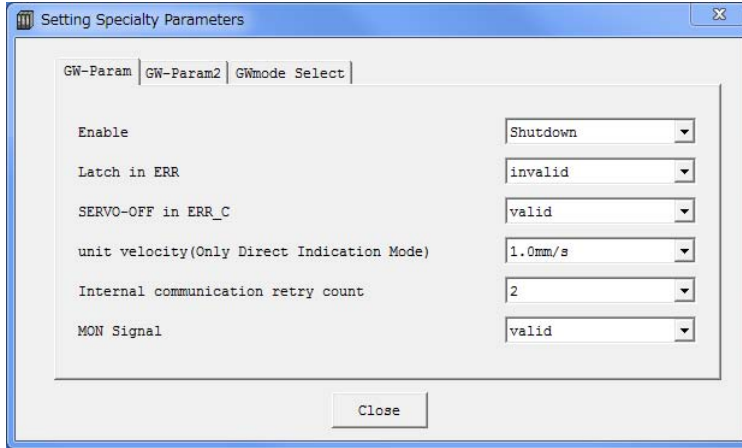 Setting Specialty Parameters
GW-Param GW-Param2 GWmode Select
Enable Shutdown
Latch in ERR invalid
SERVO-OFF in ERR_C valid
unit velocity(Only Direct Indication Mode) 1.0mm/s
Internal communication retry count 2
MON Signal valid
Close